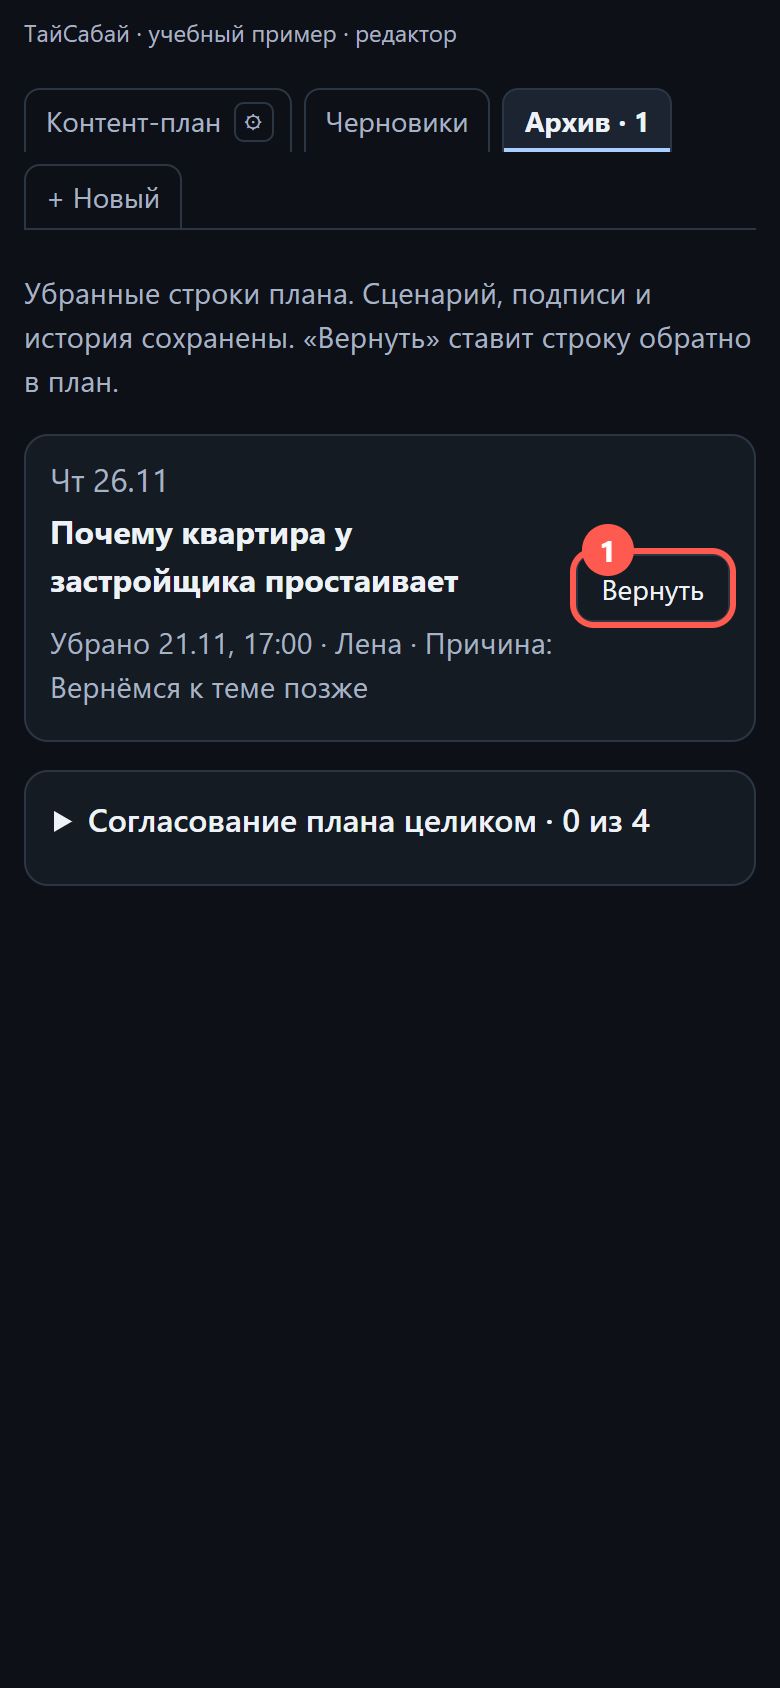 ТайСабай · учебный пример · редактор
Контент-план ⚙
Черновики
Архив · 1
+ Новый
Убранные строки плана. Сценарий, подписи и
история сохранены. «Вернуть» ставит строку обратно
в план.
Чт 26.11
Почему квартира у
застройщика простаивает
1
Вернуть
Убрано 21.11, 17:00 · Лена · Причина:
Вернёмся к теме позже
▶ Согласование плана целиком · 0 из 4